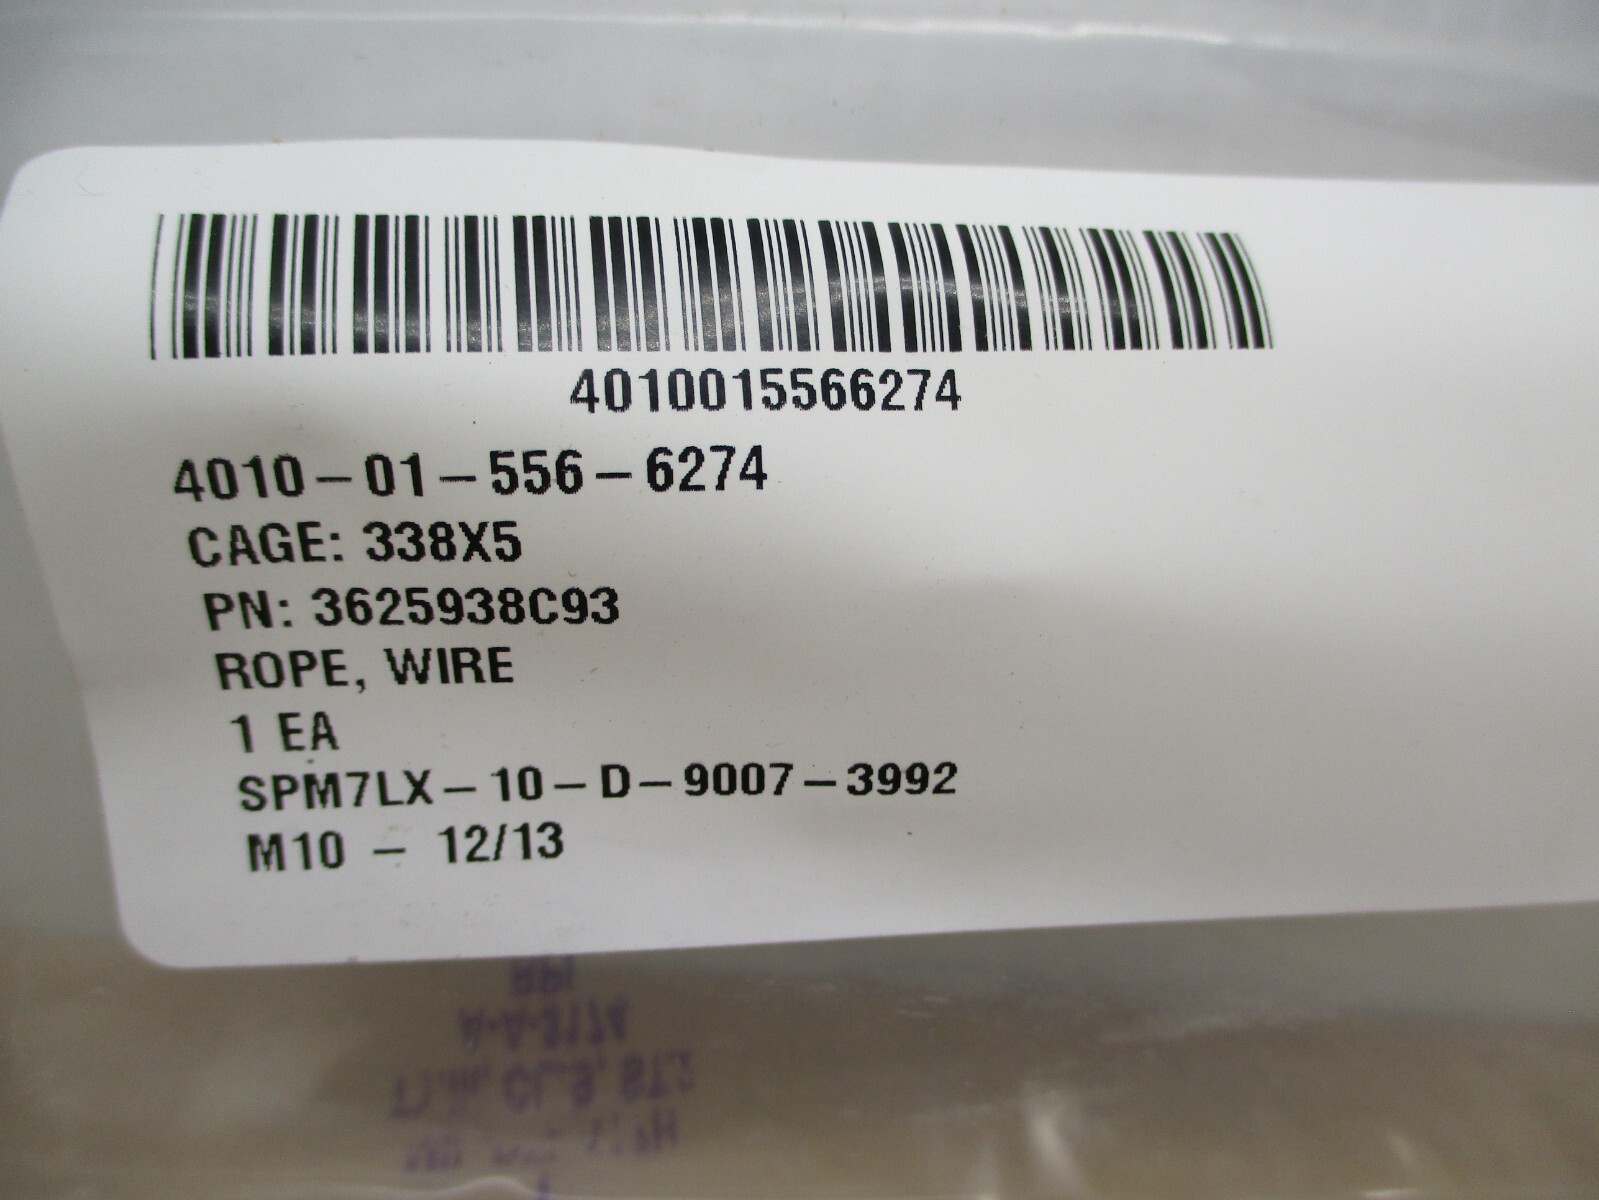 4010015566274
4010-01-556-6274
CAGE: 338X5
PN: 3625938C93
ROPE, WIRE
1 EA
SPM7LX-10-D-9007-3992
M10 - 12/13
A-A-3174